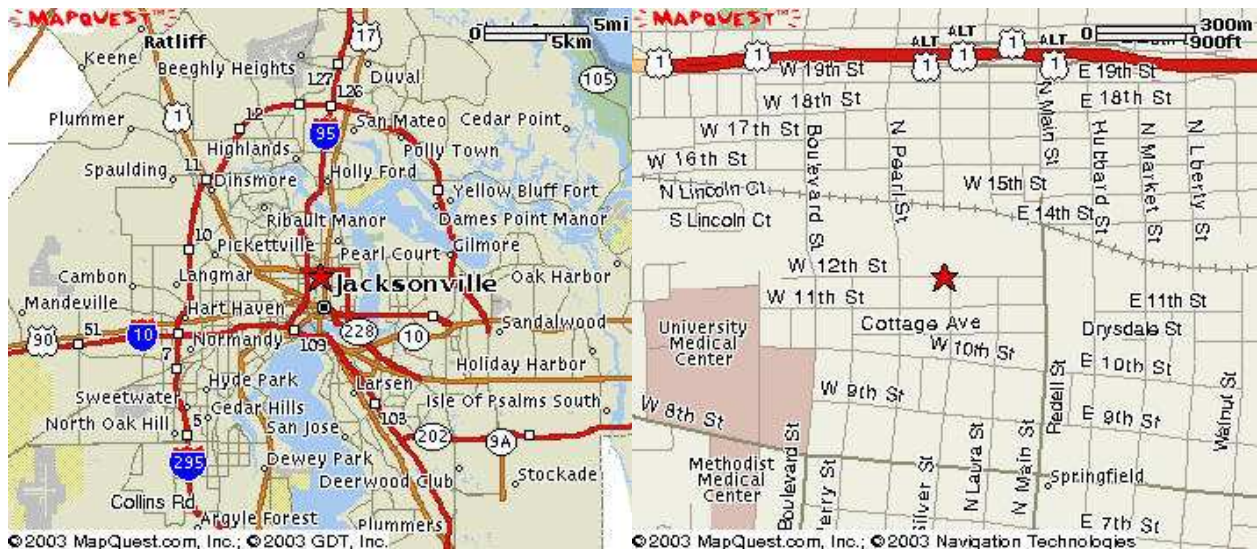 MAPQUEST™
0 5mi
5km
17
Ratliff
Keene
Beeghly Heights
127
Duval
105
126
1
12
Plummer
95
San Mateo
Cedar Point
Highlands
Polly Town
11
Spaulding
Dinsmore
Holly Ford
Yellow Bluff Fort
Ribault Manor
Dames Point Manor
10
Pickettville
Pearl Court
Gilmore
Cambon
Langmar
Oak Harbor
Jacksonville
Mandeville
Hart Haven
51
228
Sandalwood
90
10
Normandy
109
10
7
Holiday Harbor
Hyde Park
Larsen
Sweetwater
Cedar Hills
103
Isle Of Psalms South
North Oak Hill
5
San Jose
202
9A
295
Dewey Park
Stockade
Deerwood Club
Collins Rd
Argyle Forest
Plummers
©2003 MapQuest.com, Inc.; ©2003 GDT, Inc.
MAPQUEST™
0 300m
900ft
ALT
ALT
ALT
1
1
1
1
1
1
W 19th St
E 19th St
W 18th St
E 18th St
W 17th St
Bourevard St
N Pearl St
N Main St
Hubbard St
N Market St
N Lberty St
W 16th St
N Lincoln Ct
W 15th St
S Lincoln Ct
E 14th St
W 12th St
W 11th St
E 11th St
Cottage Ave
Drysdale St
University
Medical
Center
W 10th St
E 10th St
W 9th St
W 8th St
E 9th St
Redell St
Walnut St
Methodist
Medical
Center
Boulevard St
Silver St
N Laura St
N Main St
Springfield
E 7th St
©2003 MapQuest.com, Inc.; ©2003 Navigation Technologies